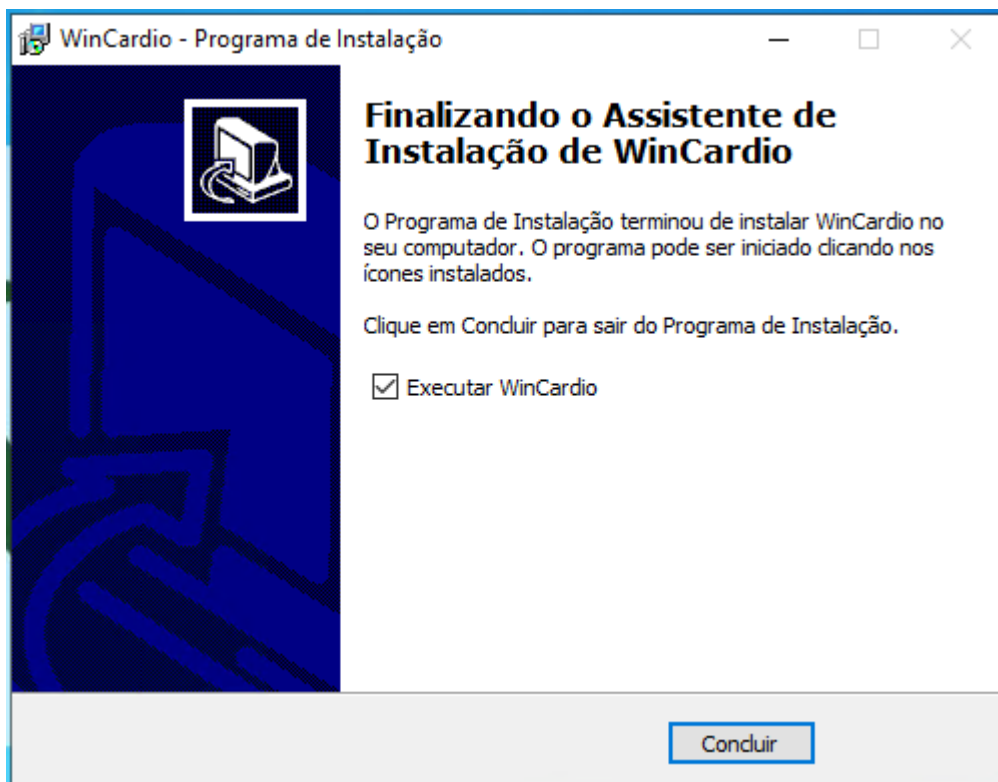 WinCardio - Programa de Instalação
Finalizando o Assistente de
Instalação de WinCardio
O Programa de Instalação terminou de instalar WinCardio no
seu computador. O programa pode ser iniciado clicando nos
ícones instalados.
Clique em Concluir para sair do Programa de Instalação.
Executar WinCardio
Concluir